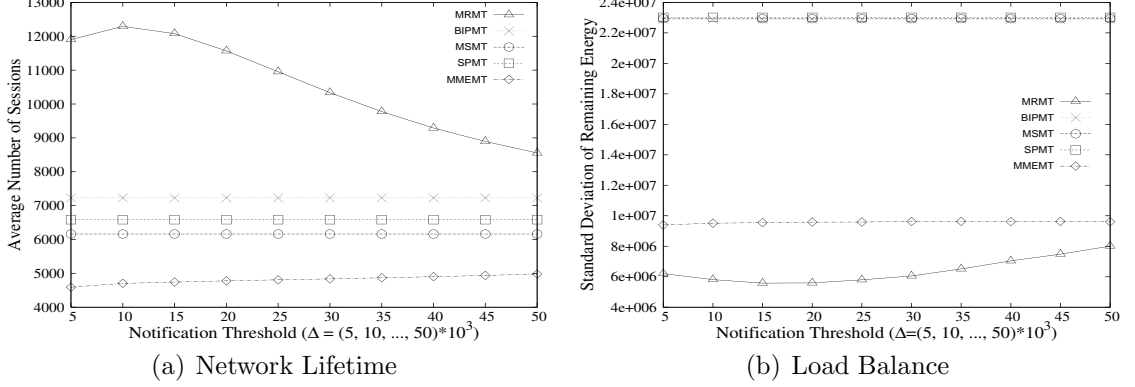 13000
12000
11000
10000
9000
8000
7000
6000
5000
4000
Average Number of Sessions
MRMT
BIPMT
MSMT
SPMT
MMEMT
5 10 15 20 25 30 35 40 45 50
Notification Threshold (Δ = (5, 10, ..., 50)*10³)
(a) Network Lifetime
2.4e+007
2.2e+007
2e+007
1.8e+007
1.6e+007
1.4e+007
1.2e+007
1e+007
8e+006
6e+006
4e+006
Standard Deviation of Remaining Energy
MRMT
BIPMT
MSMT
SPMT
MMEMT
5 10 15 20 25 30 35 40 45 50
Notification Threshold (Δ=(5, 10, ..., 50)*10³)
(b) Load Balance